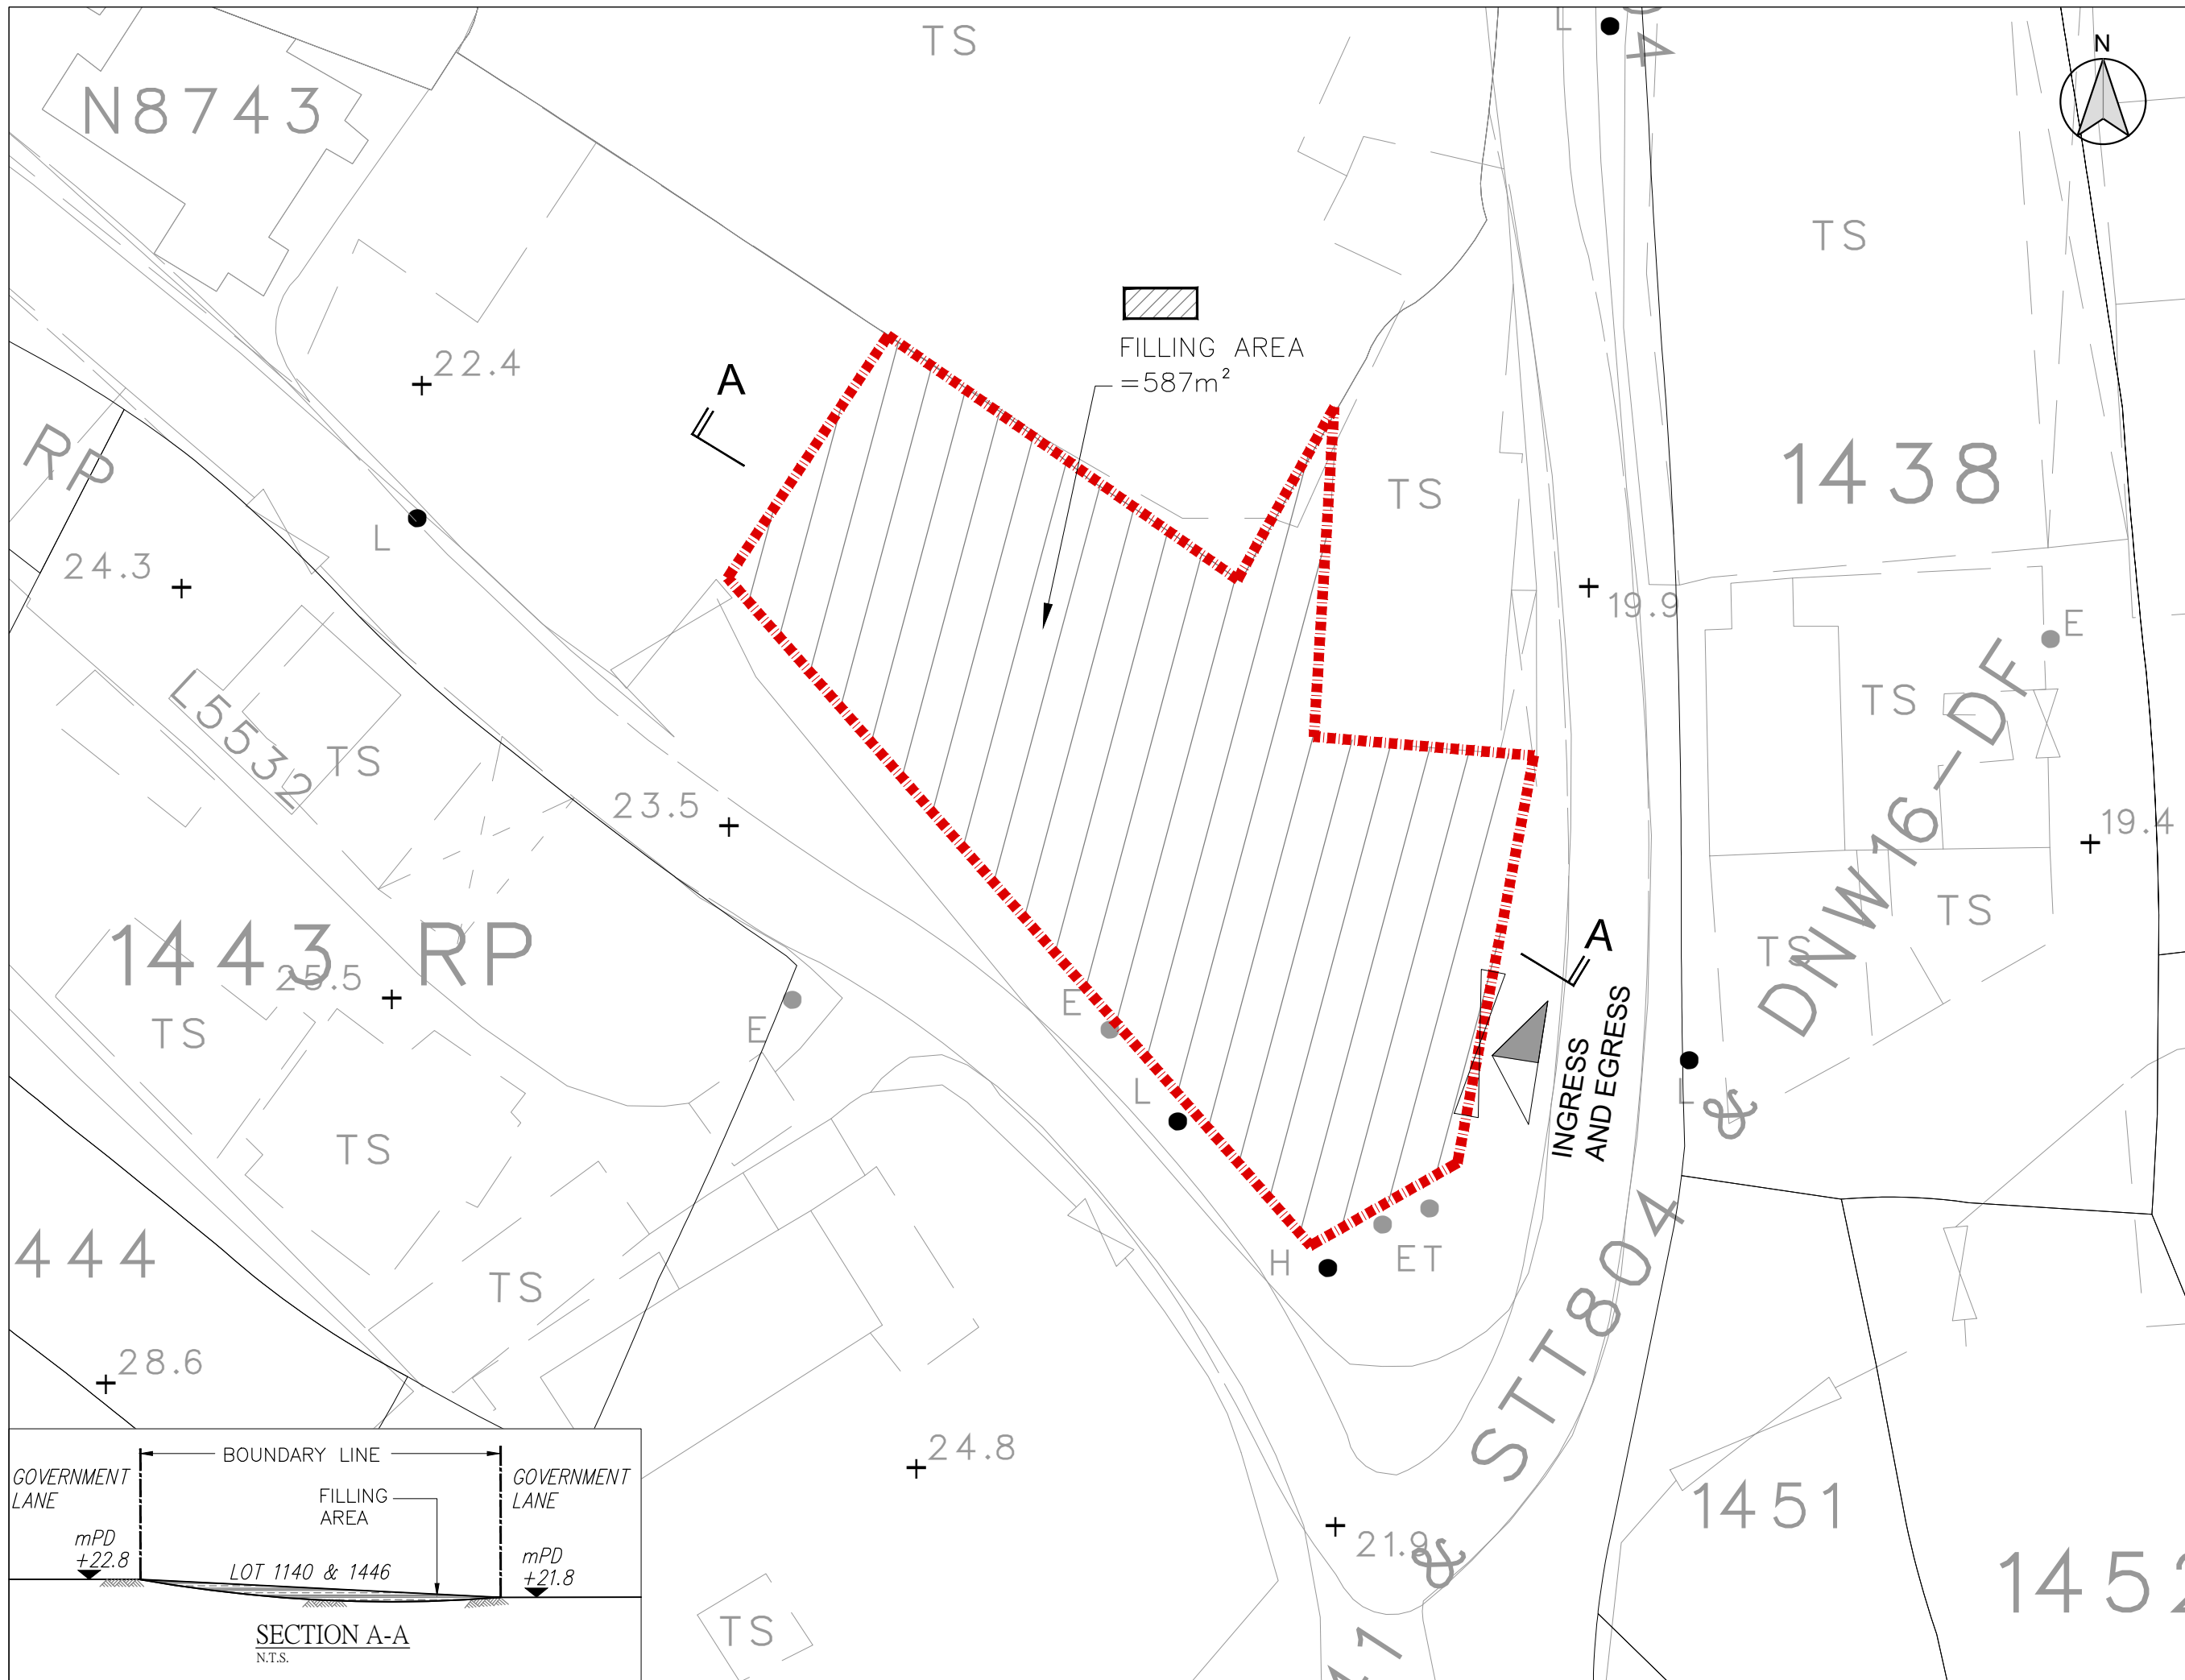 TS
L
4
N
N8743
TS
FILLING AREA
=587m²
22.4
A
RP
TS
1438
L
24.3
19.9
E
L5532
TS
TS
DNW16-DF
23.5
19.4
1443 RP
25.5
TS
E
TS
TS
A
E
INGRESS
AND EGRESS
L
L
&
TS
444
TS
H
ET
STT804
28.6
24.8
1451
21.9
&
1452
TS
41
GOVERNMENT
LANE
BOUNDARY LINE
GOVERNMENT
LANE
FILLING
AREA
mPD
+22.8
LOT 1140 & 1446
mPD
+21.8
SECTION A-A
N.T.S.